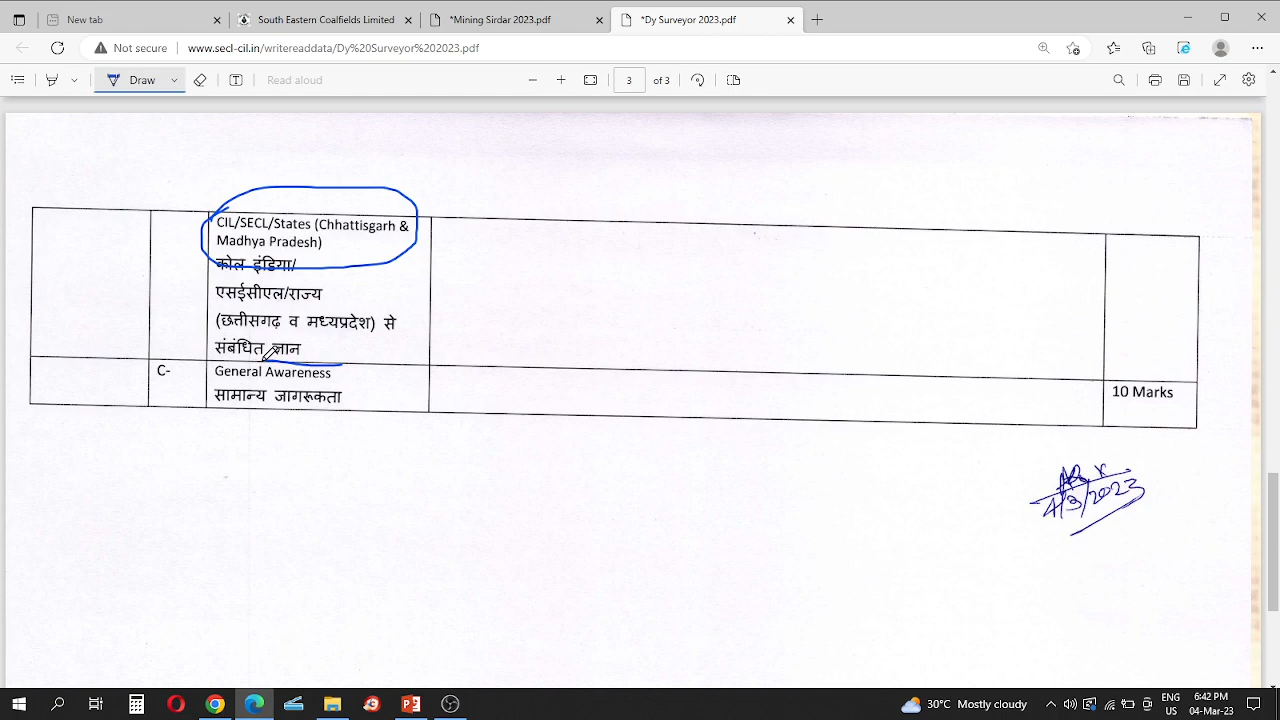 New tab
South Eastern Coalfields Limited
*Mining Sirdar 2023.pdf
*Dy Surveyor 2023.pdf
Not secure
www.secl-cil.in/writereaddata/Dy%20Surveyor%202023.pdf
Draw
Read aloud
3
of 3
CIL/SECL/States (Chhattisgarh &
Madhya Pradesh)
कोल इंडिया/
एसईसीएल/राज्य
(छत्तीसगढ़ व मध्यप्रदेश) से
संबंधित ज्ञान
C-
General Awareness
सामान्य जागरूकता
10 Marks
4/3/2023
30°C Mostly cloudy
ENG
US
6:42 PM
04-Mar-23